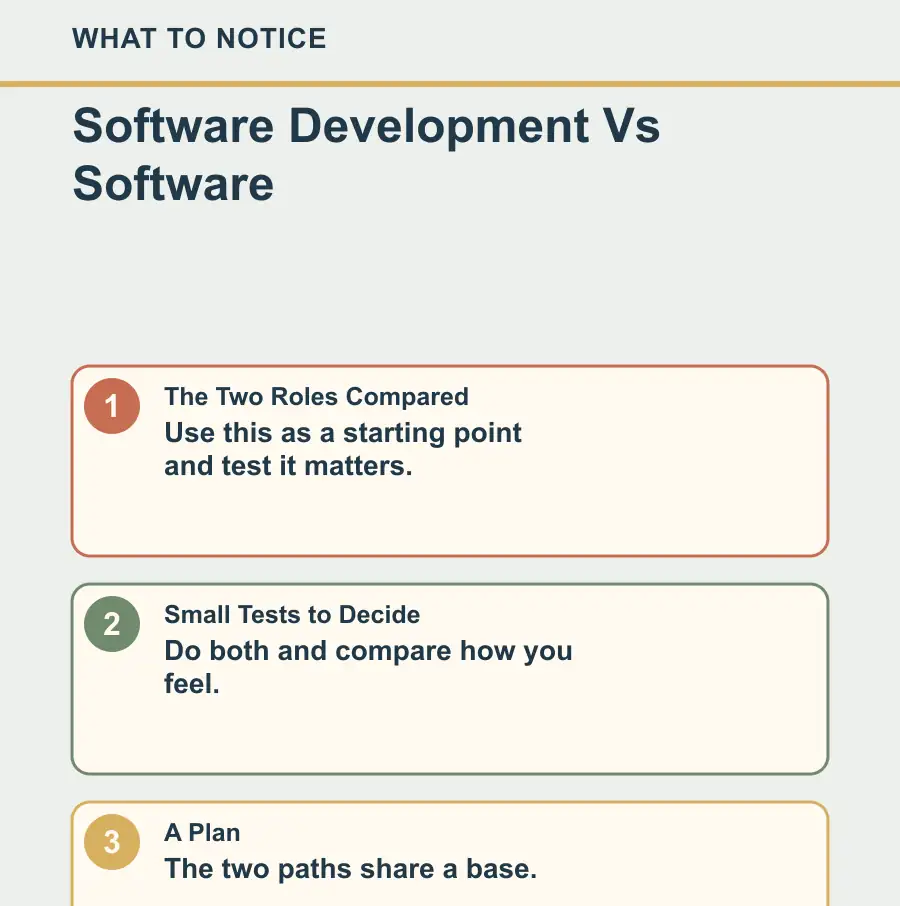 WHAT TO NOTICE
Software Development Vs
Software
1
The Two Roles Compared
Use this as a starting point
and test it matters.
2
Small Tests to Decide
Do both and compare how you
feel.
3
A Plan
The two paths share a base.